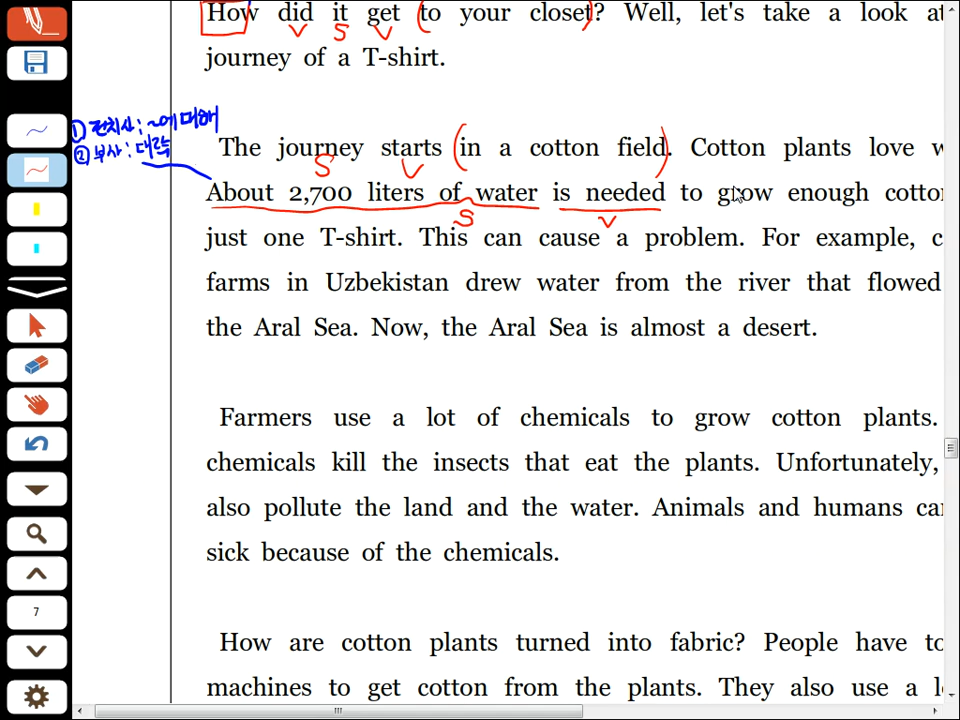 How did it get (to your closet)? Well, let's take a look at
V S V
journey of a T-shirt.
① 전치사: ~에 대해
② 부사: 대략
The journey starts (in a cotton field). Cotton plants love w
S V
About 2,700 liters of water is needed to grow enough cotto
S V
just one T-shirt. This can cause a problem. For example, c
farms in Uzbekistan drew water from the river that flowed
the Aral Sea. Now, the Aral Sea is almost a desert.
Farmers use a lot of chemicals to grow cotton plants.
chemicals kill the insects that eat the plants. Unfortunately,
also pollute the land and the water. Animals and humans can
sick because of the chemicals.
7
How are cotton plants turned into fabric? People have to
machines to get cotton from the plants. They also use a l